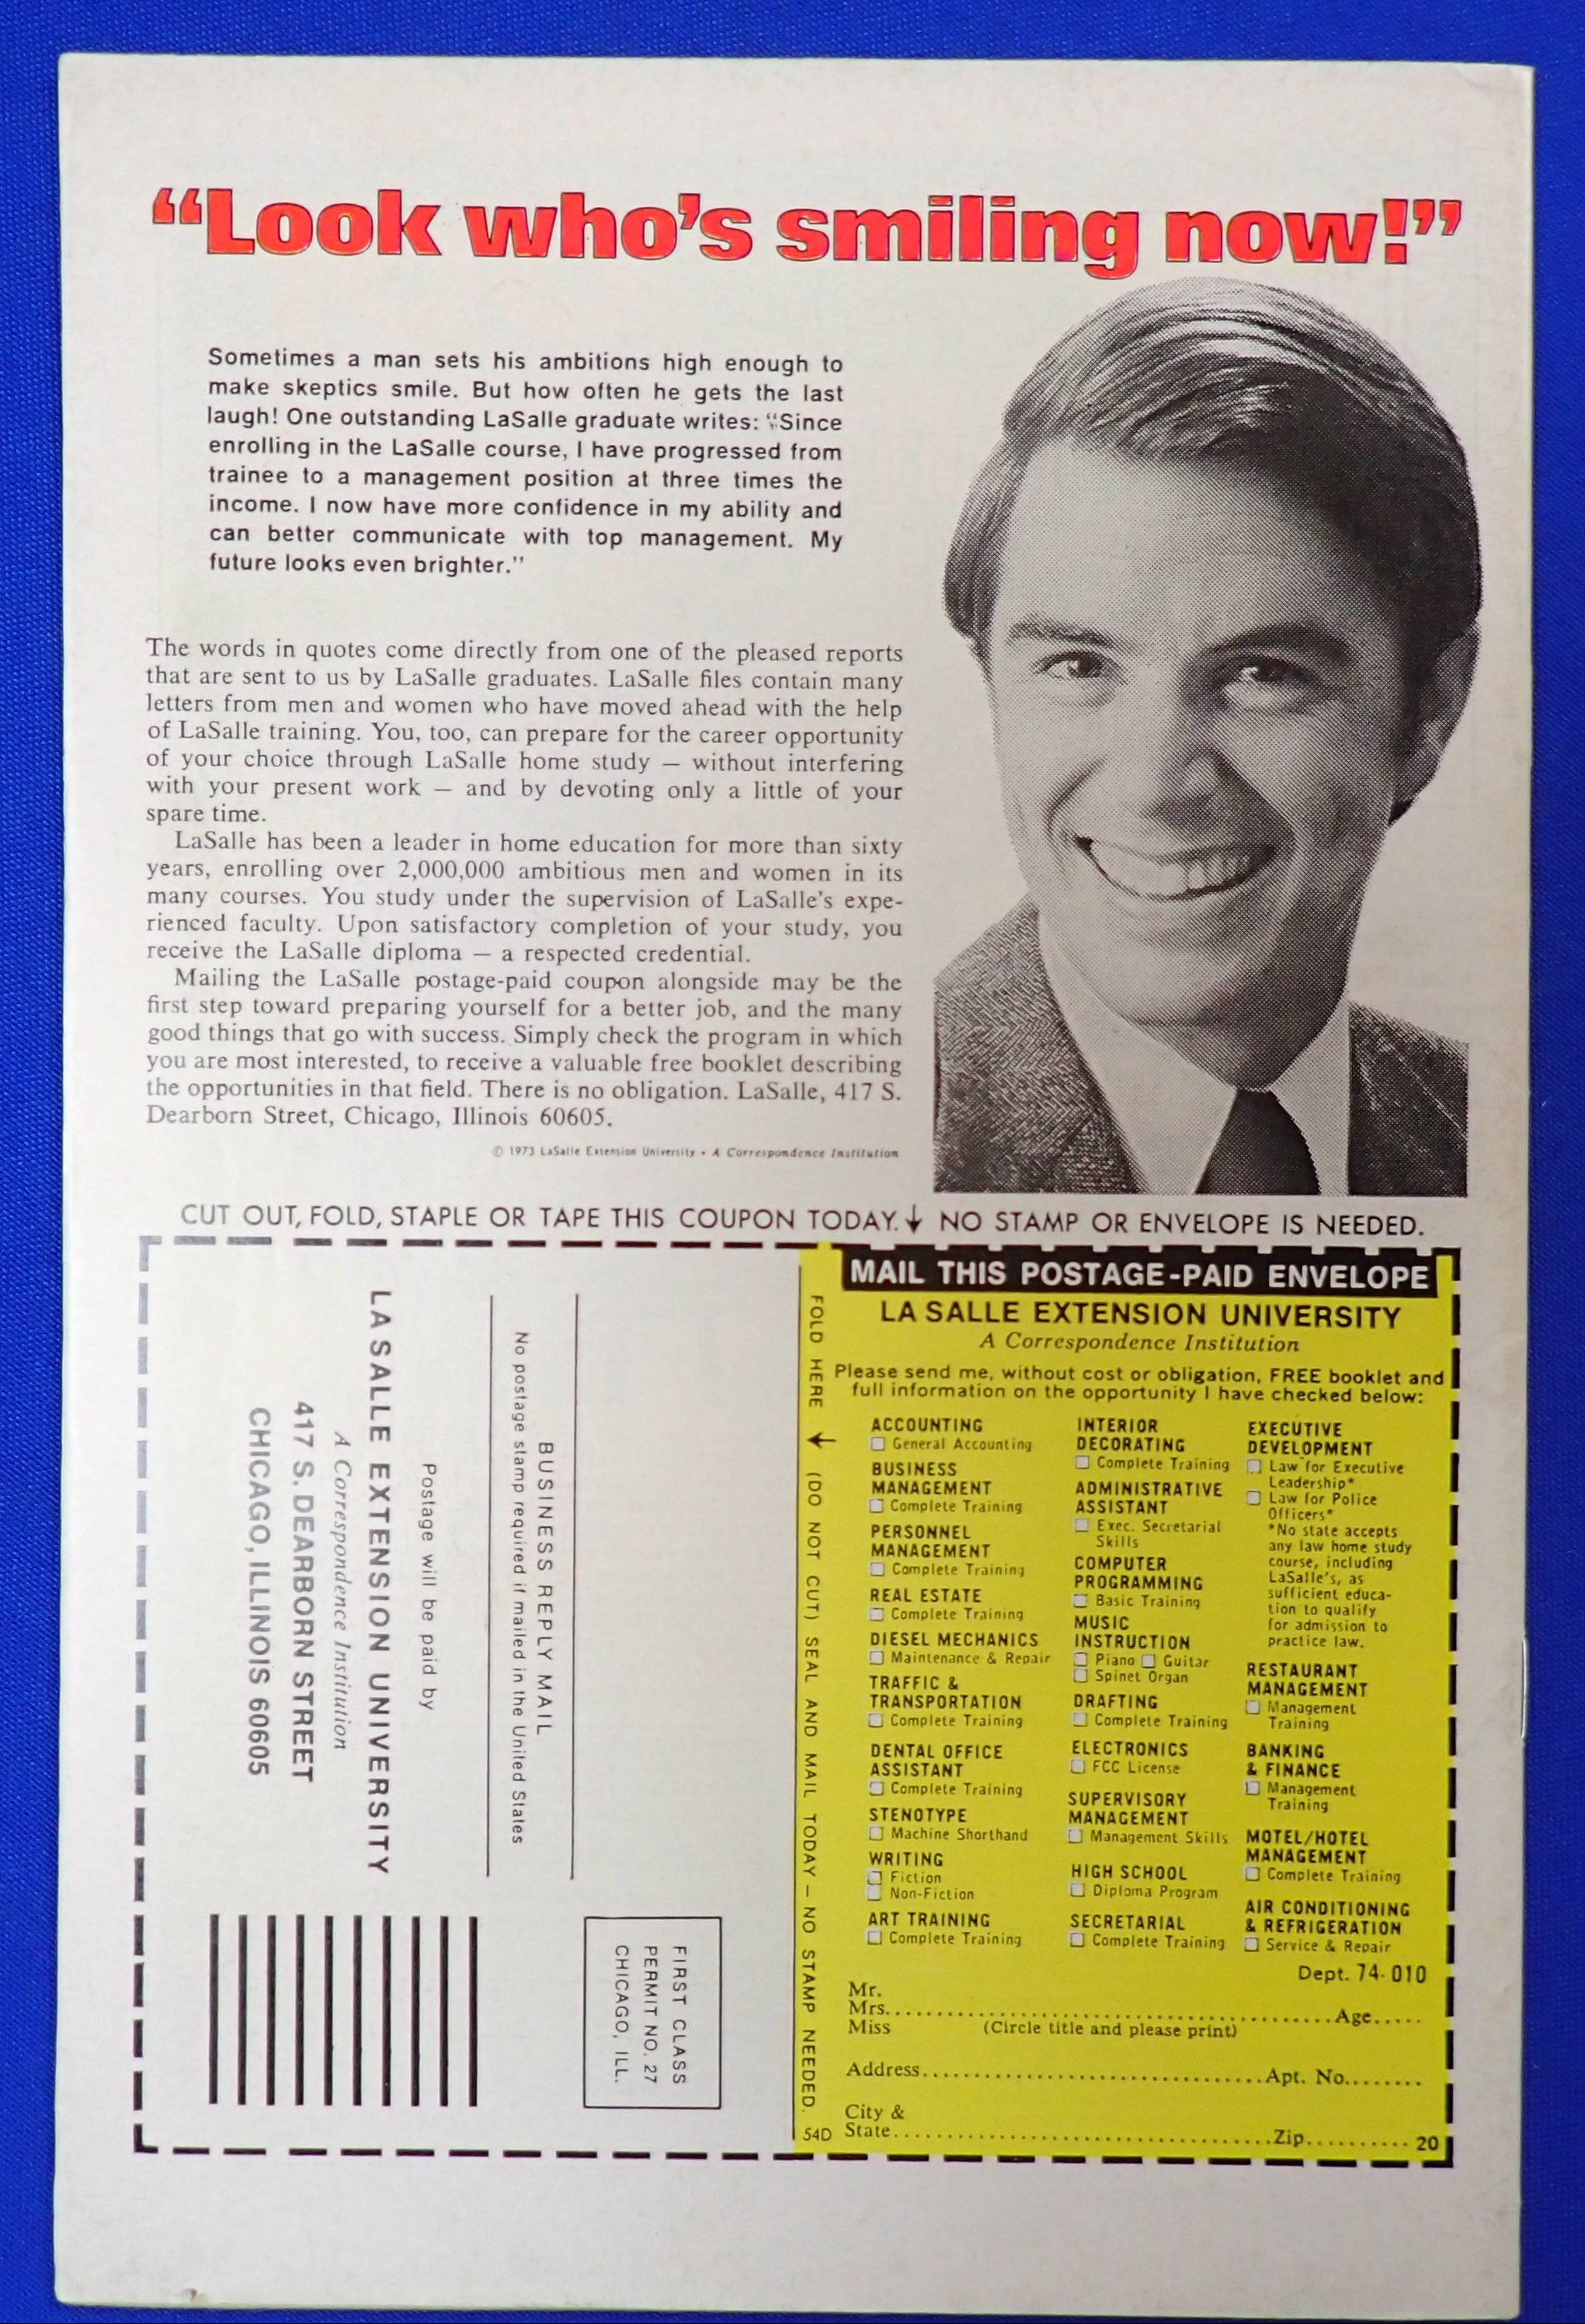 “Look who’s smiling now!”
Sometimes a man sets his ambitions high enough to
make skeptics smile. But how often he gets the last
laugh! One outstanding LaSalle graduate writes: “Since
enrolling in the LaSalle course, I have progressed from
trainee to a management position at three times the
income. I now have more confidence in my ability and
can better communicate with top management. My
future looks even brighter.”
The words in quotes come directly from one of the pleased reports
that are sent to us by LaSalle graduates. LaSalle files contain many
letters from men and women who have moved ahead with the help
of LaSalle training. You, too, can prepare for the career opportunity
of your choice through LaSalle home study — without interfering
with your present work — and by devoting only a little of your
spare time.
LaSalle has been a leader in home education for more than sixty
years, enrolling over 2,000,000 ambitious men and women in its
many courses. You study under the supervision of LaSalle’s expe-
rienced faculty. Upon satisfactory completion of your study, you
receive the LaSalle diploma — a respected credential.
Mailing the LaSalle postage-paid coupon alongside may be the
first step toward preparing yourself for a better job, and the many
good things that go with success. Simply check the program in which
you are most interested, to receive a valuable free booklet describing
the opportunities in that field. There is no obligation. LaSalle, 417 S.
Dearborn Street, Chicago, Illinois 60605.
© 1973 LaSalle Extension University • A Correspondence Institution
CUT OUT, FOLD, STAPLE OR TAPE THIS COUPON TODAY.↓ NO STAMP OR ENVELOPE IS NEEDED.
FIRST CLASS
PERMIT NO. 27
CHICAGO, ILL.
BUSINESS REPLY MAIL
No postage stamp required if mailed in the United States
Postage will be paid by
LA SALLE EXTENSION UNIVERSITY
A Correspondence Institution
417 S. DEARBORN STREET
CHICAGO, ILLINOIS 60605
FOLD HERE ↓ (DO NOT CUT) SEAL AND MAIL TODAY — NO STAMP NEEDED.
54D
MAIL THIS POSTAGE-PAID ENVELOPE
LA SALLE EXTENSION UNIVERSITY
A Correspondence Institution
Please send me, without cost or obligation, FREE booklet and
full information on the opportunity I have checked below:
ACCOUNTING
☐ General Accounting
BUSINESS
MANAGEMENT
☐ Complete Training
PERSONNEL
MANAGEMENT
☐ Complete Training
REAL ESTATE
☐ Complete Training
DIESEL MECHANICS
☐ Maintenance & Repair
TRAFFIC &
TRANSPORTATION
☐ Complete Training
DENTAL OFFICE
ASSISTANT
☐ Complete Training
STENOTYPE
☐ Machine Shorthand
WRITING
☐ Fiction
☐ Non-Fiction
ART TRAINING
☐ Complete Training
INTERIOR
DECORATING
☐ Complete Training
ADMINISTRATIVE
ASSISTANT
☐ Exec. Secretarial
Skills
COMPUTER
PROGRAMMING
☐ Basic Training
MUSIC
INSTRUCTION
☐ Piano ☐ Guitar
☐ Spinet Organ
DRAFTING
☐ Complete Training
ELECTRONICS
☐ FCC License
SUPERVISORY
MANAGEMENT
☐ Management Skills
HIGH SCHOOL
☐ Diploma Program
SECRETARIAL
☐ Complete Training
EXECUTIVE
DEVELOPMENT
☐ Law for Executive
Leadership*
☐ Law for Police
Officers*
*No state accepts
any law home study
course, including
LaSalle’s, as
sufficient educa-
tion to qualify
for admission to
practice law.
RESTAURANT
MANAGEMENT
☐ Management
Training
BANKING
& FINANCE
☐ Management
Training
MOTEL/HOTEL
MANAGEMENT
☐ Complete Training
AIR CONDITIONING
& REFRIGERATION
☐ Service & Repair
Dept. 74-010
Mr.
Mrs.......................................................Age.....
Miss (Circle title and please print)
Address..................................Apt. No........
City &
State......................................Zip.......... 20